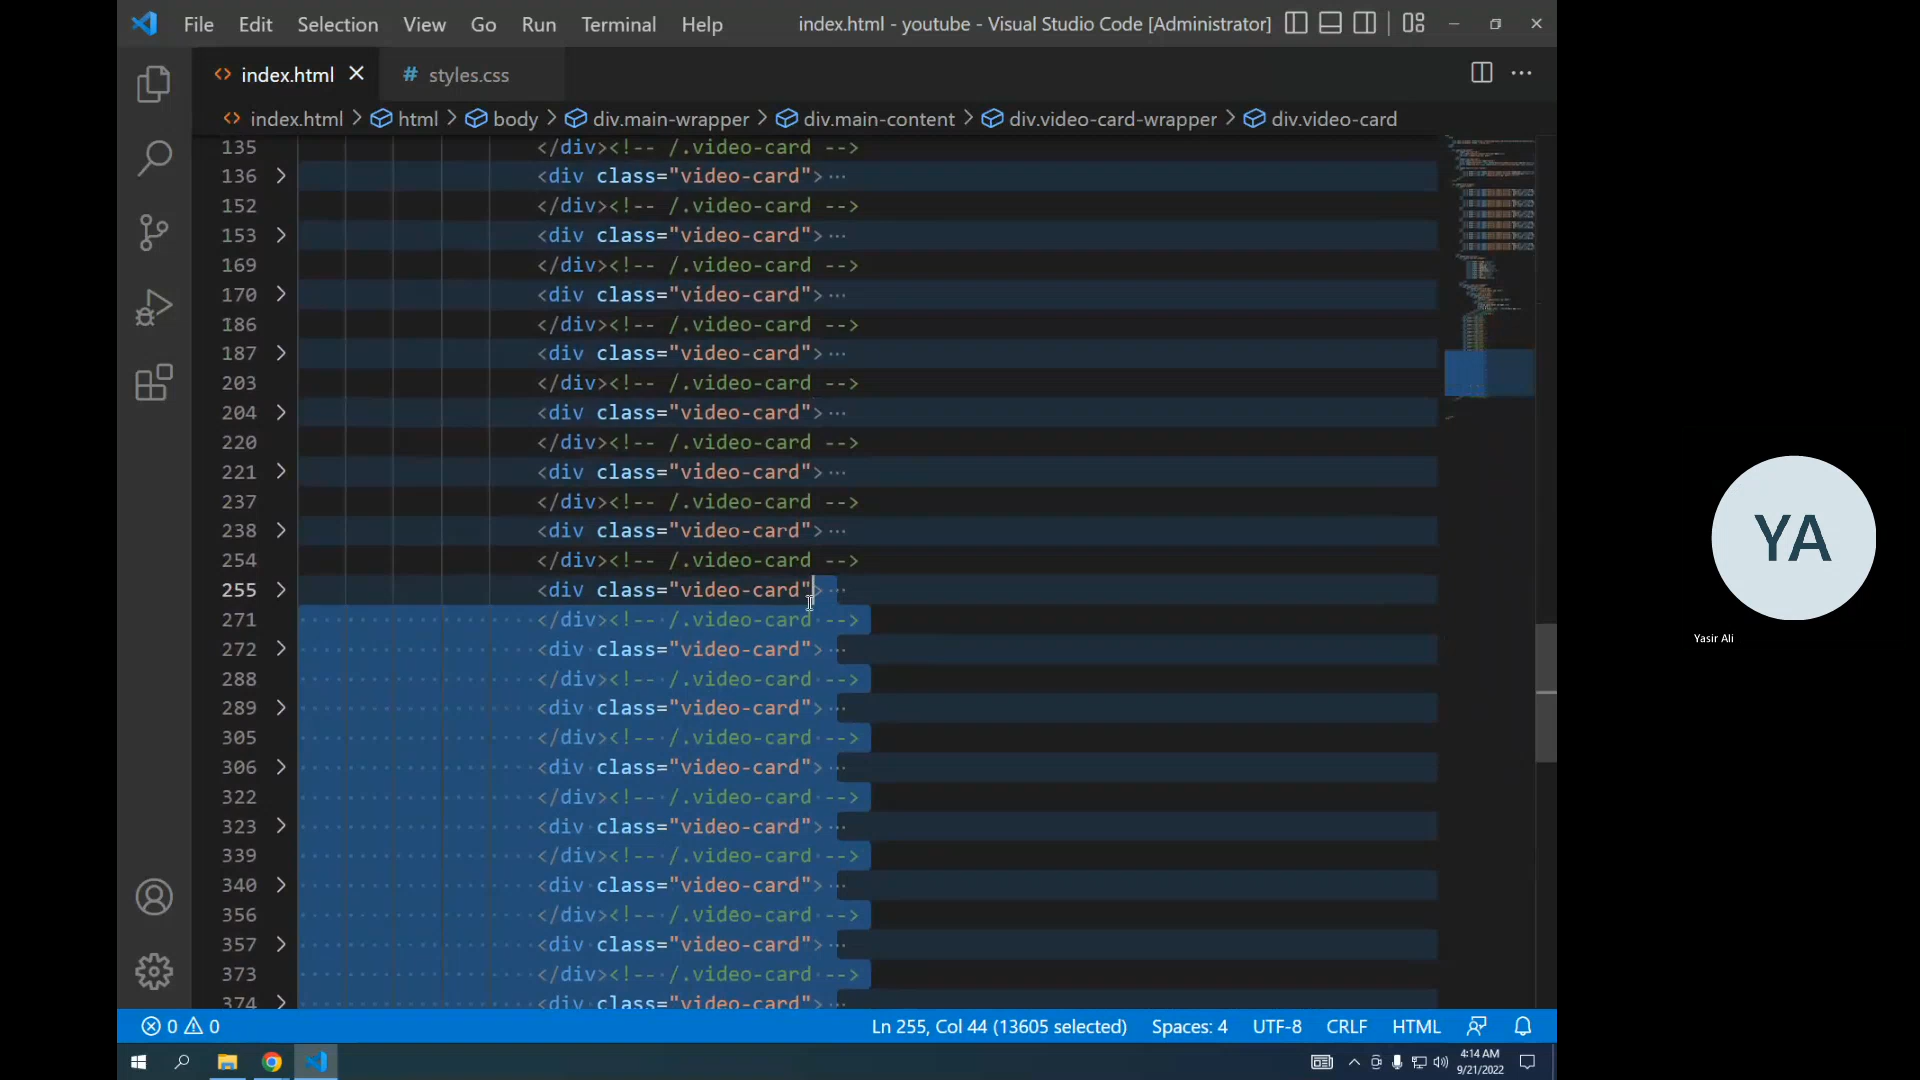 File Edit Selection View Go Run Terminal Help index.html - youtube - Visual Studio Code [Administrator]
index.html # styles.css
index.html > html > body > div.main-wrapper > div.main-content > div.video-card-wrapper > div.video-card
135 </div><!-- /.video-card -->
136 <div class="video-card">…
152 </div><!-- /.video-card -->
153 <div class="video-card">…
169 </div><!-- /.video-card -->
170 <div class="video-card">…
186 </div><!-- /.video-card -->
187 <div class="video-card">…
203 </div><!-- /.video-card -->
204 <div class="video-card">…
220 </div><!-- /.video-card -->
221 <div class="video-card">…
237 </div><!-- /.video-card -->
238 <div class="video-card">…
254 </div><!-- /.video-card -->
255 <div class="video-card">…
271 </div><!-- /.video-card -->
272 <div class="video-card">…
288 </div><!-- /.video-card -->
289 <div class="video-card">…
305 </div><!-- /.video-card -->
306 <div class="video-card">…
322 </div><!-- /.video-card -->
323 <div class="video-card">…
339 </div><!-- /.video-card -->
340 <div class="video-card">…
356 </div><!-- /.video-card -->
357 <div class="video-card">…
373 </div><!-- /.video-card -->
374 <div class="video-card">…
YA
Yasir Ali
0 0 Ln 255, Col 44 (13605 selected) Spaces: 4 UTF-8 CRLF HTML
4:14 AM
9/21/2022